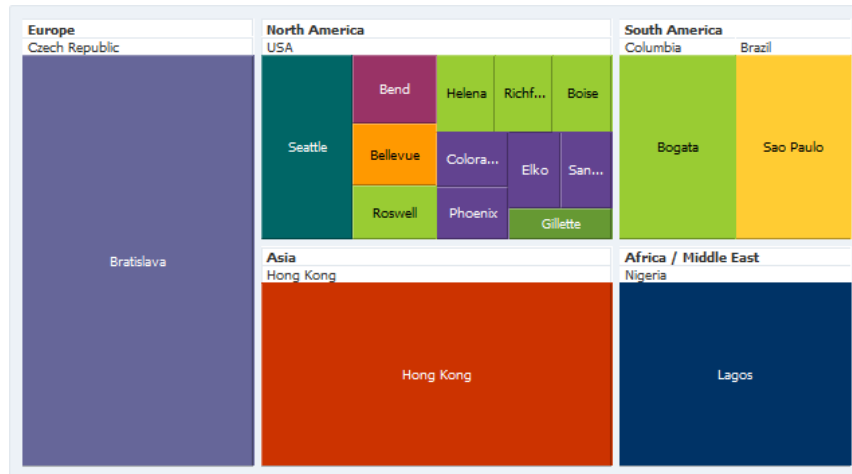 Europe
Czech Republic
Bratislava
North America
USA
Seattle
Bend
Bellevue
Roswell
Helena
Richf...
Boise
Colora...
Elko
San...
Phoenix
Gillette
South America
Columbia
Brazil
Bogata
Sao Paulo
Asia
Hong Kong
Hong Kong
Africa / Middle East
Nigeria
Lagos